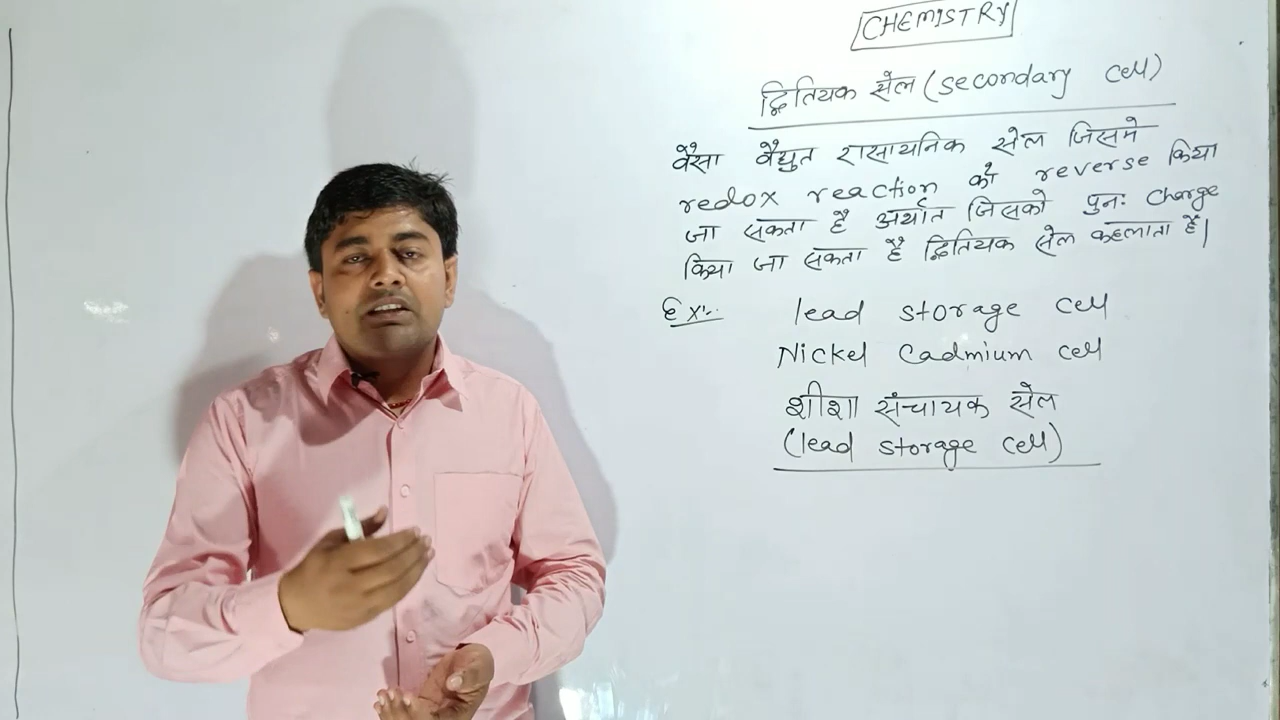 CHEMISTRY
द्वितियक सेल (secondary cell)
वैसा वैद्युत रासायनिक सेल जिसमे
redox reaction को reverse किया
जा सकता है अर्थात जिसको पुनः charge
किया जा सकता है द्वितियक सेल कहलाता है।
Ex:- lead storage cell
Nickel cadmium cell
शीशा संचायक सेल
(lead storage cell)